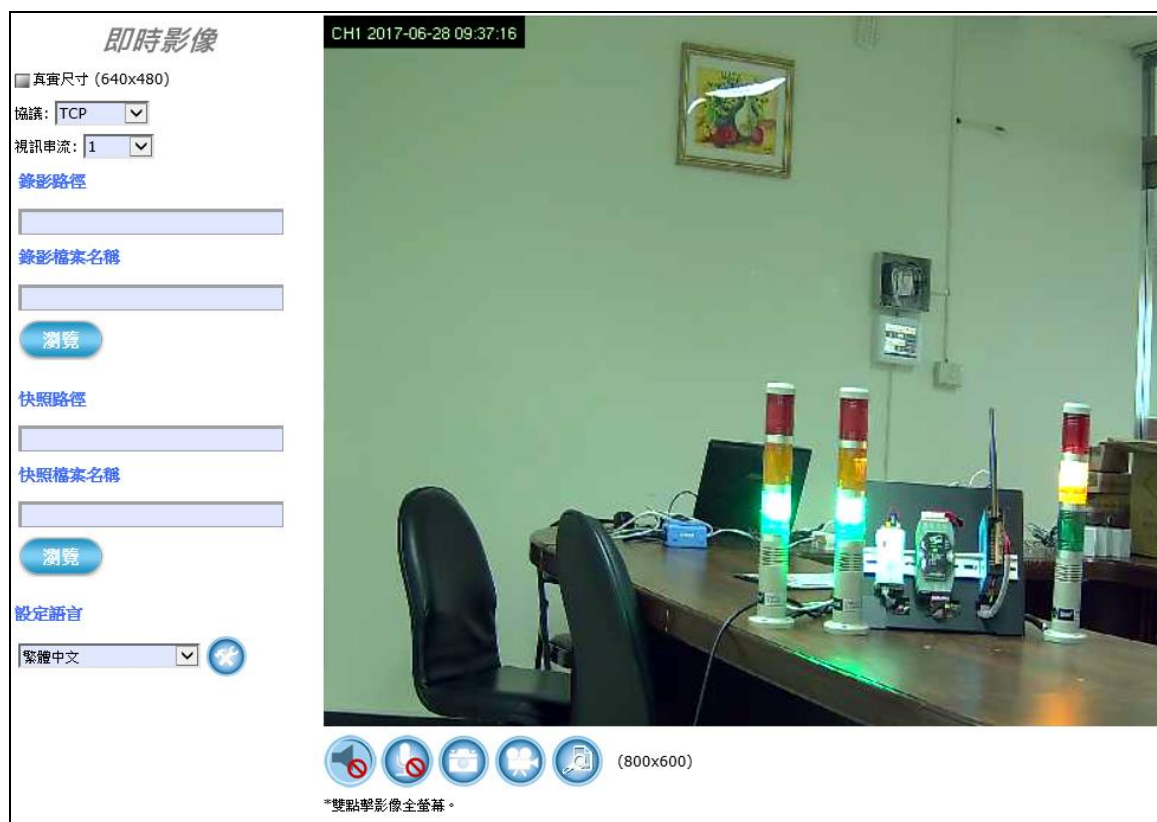 即時影像
真實尺寸 (640x480)
協議: TCP
視訊串流: 1
錄影路徑
錄影檔案名稱
瀏覽
快照路徑
快照檔案名稱
瀏覽
設定語言
繁體中文
CH1 2017-06-28 09:37:16
(800x600)
*雙點擊影像全螢幕。